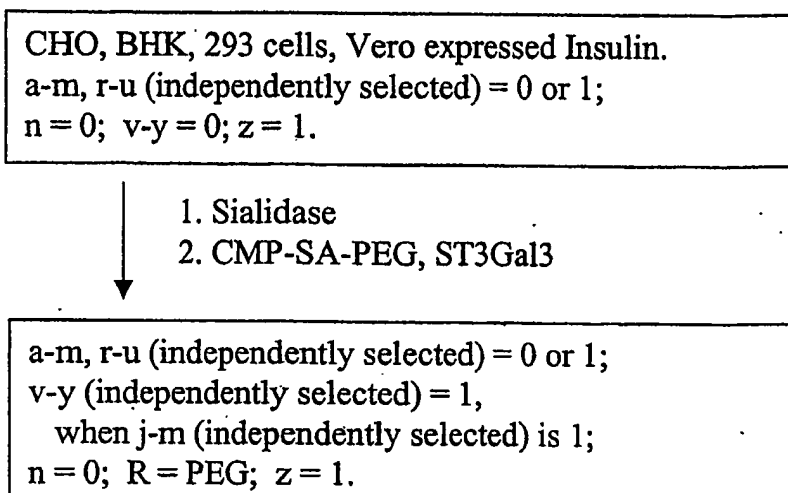 CHO, BHK, 293 cells, Vero expressed Insulin.
a-m, r-u (independently selected) = 0 or 1;
n = 0; v-y = 0; z = 1.
1. Sialidase
2. CMP-SA-PEG, ST3Gal3
a-m, r-u (independently selected) = 0 or 1;
v-y (independently selected) = 1,
when j-m (independently selected) is 1;
n = 0; R = PEG; z = 1.